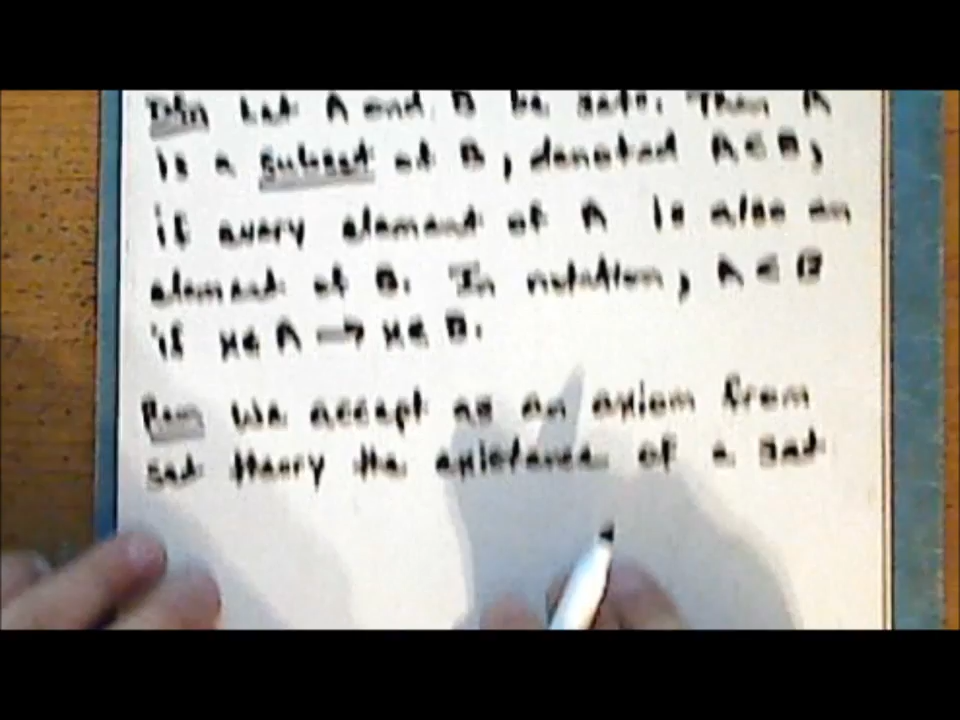 Dfn Let A and B be sets. Then A
is a subset of B, denoted A ⊂ B,
if every element of A is also an
element of B. In notation, A ⊂ B
if x ∈ A → x ∈ B.
Rem We accept as an axiom from
set theory the existence of a set